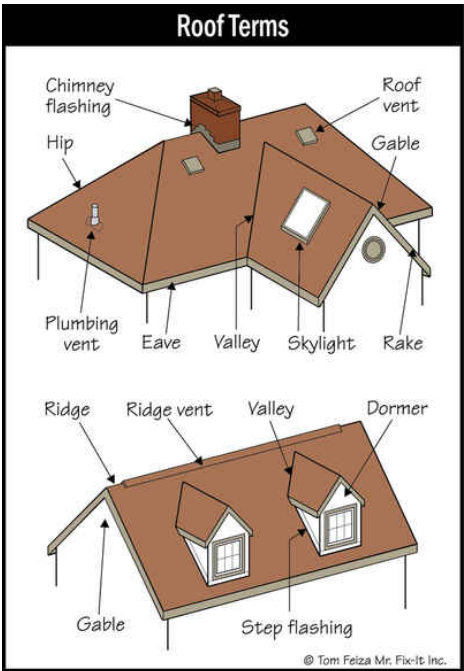 Roof Terms
Chimney
flashing
Roof
vent
Hip
Gable
Plumbing
vent
Eave
Valley
Skylight
Rake
Ridge
Ridge vent
Valley
Dormer
Gable
Step flashing
© Tom Feiza Mr. Fix-It Inc.